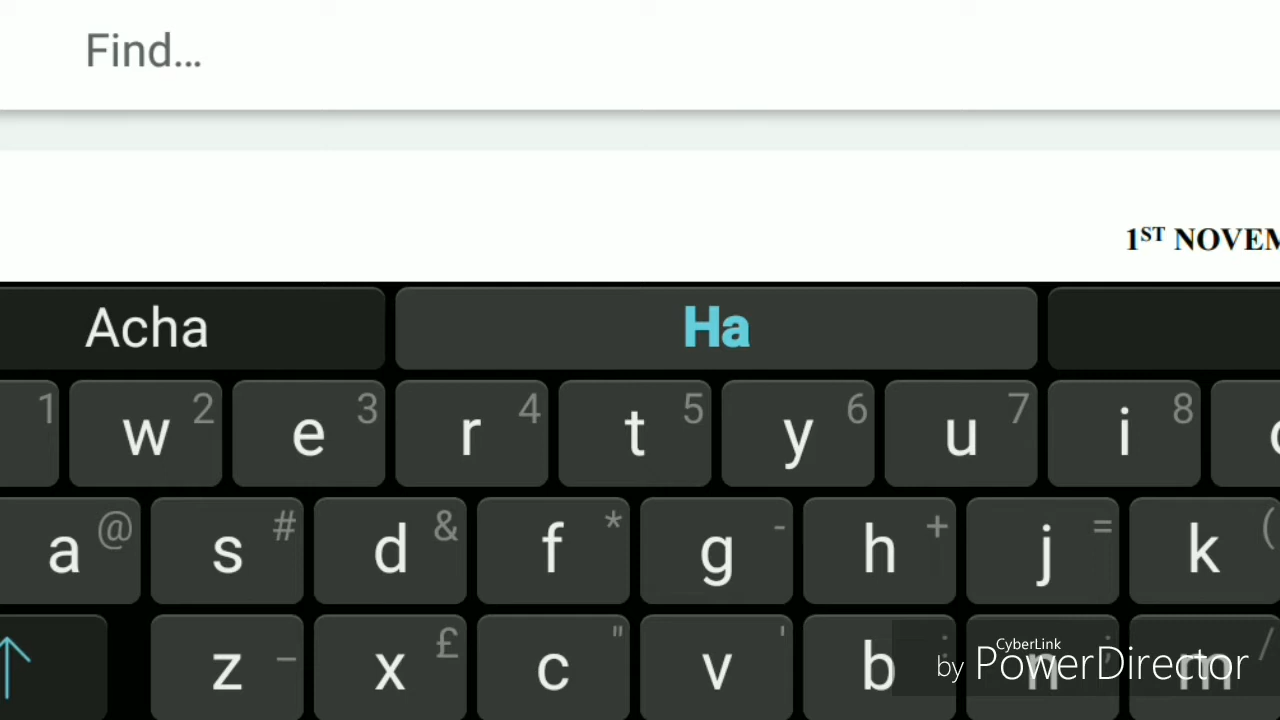 Find...
1ST NOVEM
Acha Ha
1 w 2 e 3 r 4 t 5 y 6 u 7 i 8
a @ s # d & f * g - h + j = k (
z _ x £ c " v ' b : n ; m /
CyberLink
by PowerDirector